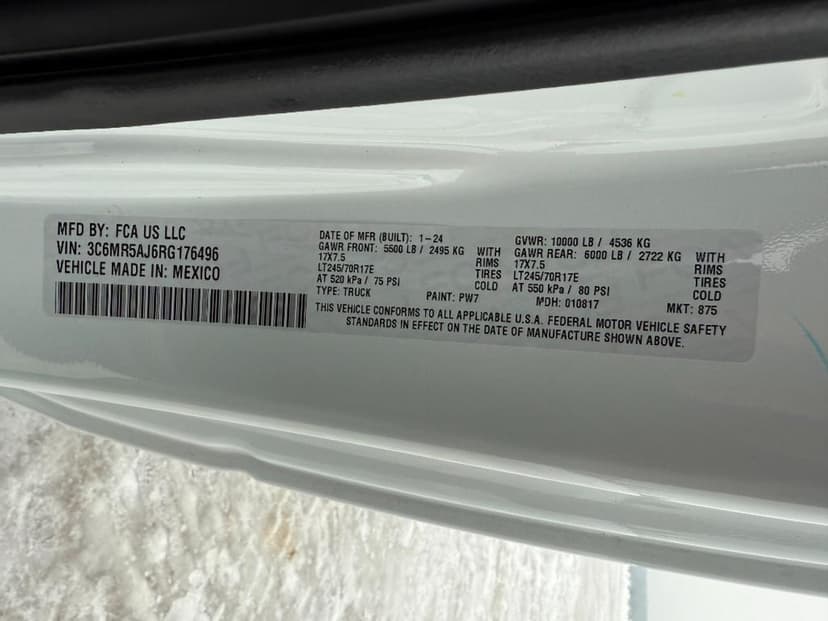 MFD BY: FCA US LLC
VIN: 3C6MR5AJ6RG176496
VEHICLE MADE IN: MEXICO
DATE OF MFR (BUILT): 1-24
GAWR FRONT: 5500 LB / 2495 KG WITH
17X7.5 RIMS
LT245/70R17E TIRES
AT 520 kPa / 75 PSI COLD
TYPE: TRUCK PAINT: PW7
GVWR: 10000 LB / 4536 KG
GAWR REAR: 6000 LB / 2722 KG WITH
17X7.5 RIMS
LT245/70R17E TIRES
AT 550 kPa / 80 PSI COLD
MDH: 010817 MKT: 875
THIS VEHICLE CONFORMS TO ALL APPLICABLE U.S.A. FEDERAL MOTOR VEHICLE SAFETY
STANDARDS IN EFFECT ON THE DATE OF MANUFACTURE SHOWN ABOVE.